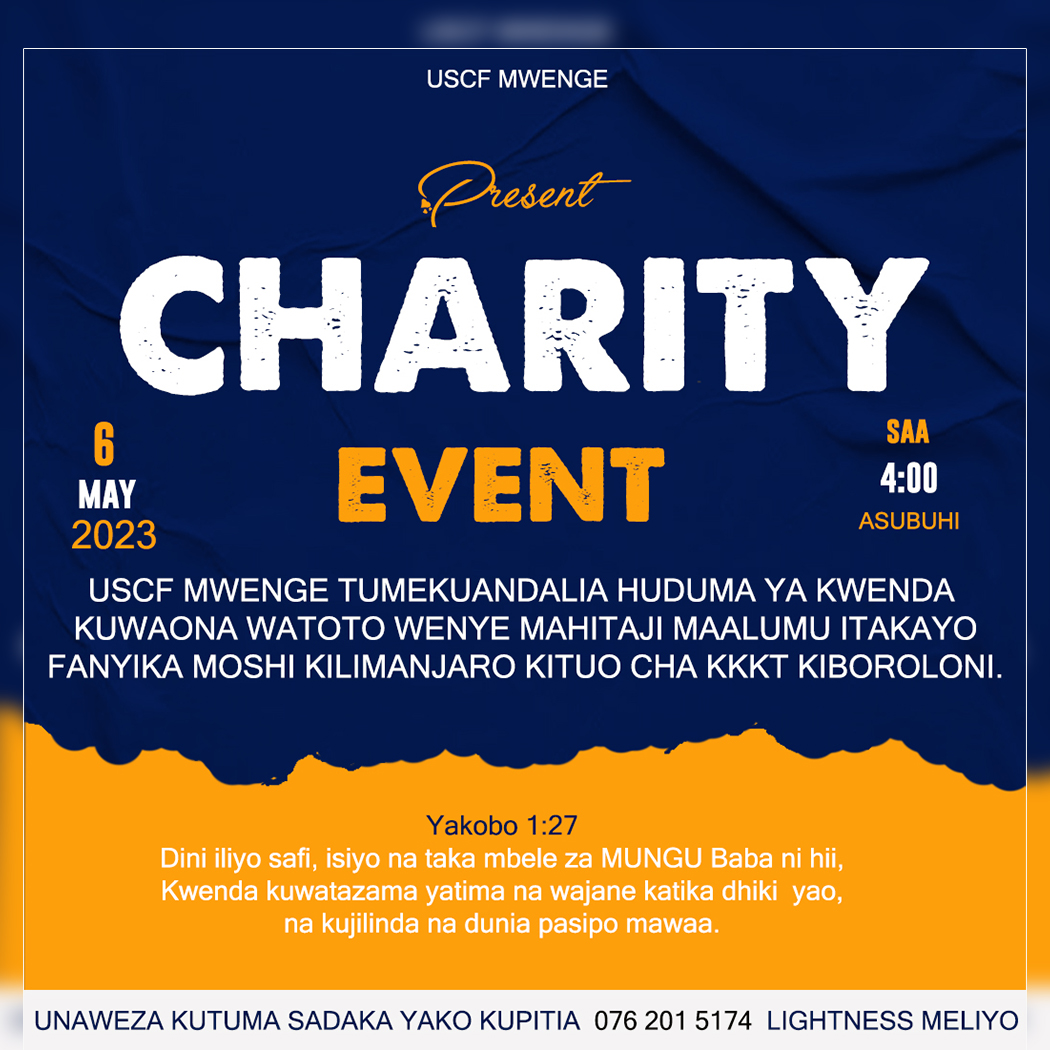 USCF MWENGE
Present
CHARITY
EVENT
6
MAY
2023
SAA
4:00
ASUBUHI
USCF MWENGE TUMEKUANDALIA HUDUMA YA KWENDA
KUWAONA WATOTO WENYE MAHITAJI MAALUMU ITAKAYO
FANYIKA MOSHI KILIMANJARO KITUO CHA KKKT KIBOROLONI.
Yakobo 1:27
Dini iliyo safi, isiyo na taka mbele za MUNGU Baba ni hii,
Kwenda kuwatazama yatima na wajane katika dhiki yao,
na kujilinda na dunia pasipo mawaa.
UNAWEZA KUTUMA SADAKA YAKO KUPITIA 076 201 5174 LIGHTNESS MELIYO